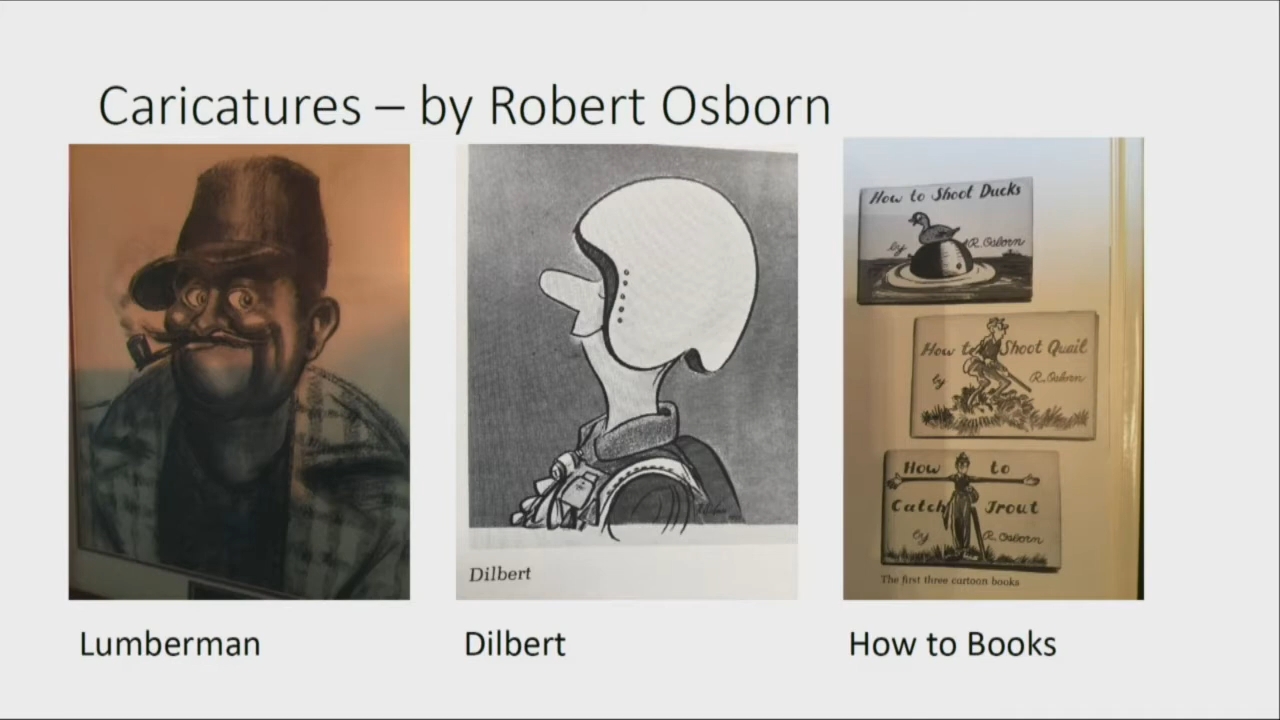 Caricatures – by Robert Osborn
How to Shoot Ducks
by R. Osborn
How to Shoot Quail
by R. Osborn
How to
Catch Trout
by R. Osborn
Dilbert
The first three cartoon books
Lumberman
Dilbert
How to Books